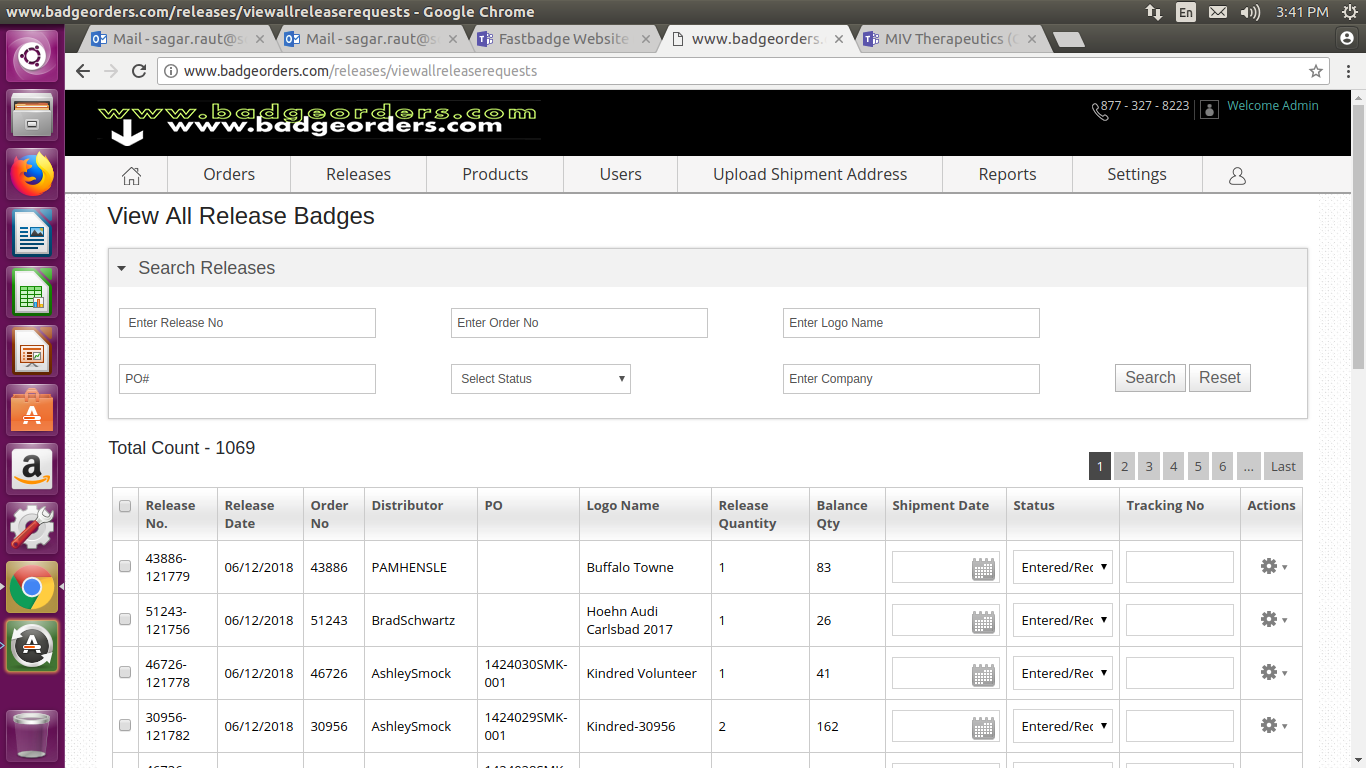 www.badgeorders.com/releases/viewallreleaserequests - Google Chrome
En
3:41 PM
Mail - sagar.raut@s
Mail - sagar.raut@s
Fastbadge Website
www.badgeorders.
MIV Therapeutics (
www.badgeorders.com/releases/viewallreleaserequests
www.badgeorders.com
www.badgeorders.com
877 - 327 - 8223
Welcome Admin
Orders
Releases
Products
Users
Upload Shipment Address
Reports
Settings
View All Release Badges
Search Releases
Enter Release No
Enter Order No
Enter Logo Name
PO#
Select Status
Enter Company
Search
Reset
Total Count - 1069
1 2 3 4 5 6 ... Last
Release No. Release Date Order No Distributor PO Logo Name Release Quantity Balance Qty Shipment Date Status Tracking No Actions
43886-121779 06/12/2018 43886 PAMHENSLE Buffalo Towne 1 83 Entered/Rec
51243-121756 06/12/2018 51243 BradSchwartz Hoehn Audi Carlsbad 2017 1 26 Entered/Rec
46726-121778 06/12/2018 46726 AshleySmock 1424030SMK-001 Kindred Volunteer 1 41 Entered/Rec
30956-121782 06/12/2018 30956 AshleySmock 1424029SMK-001 Kindred-30956 2 162 Entered/Rec